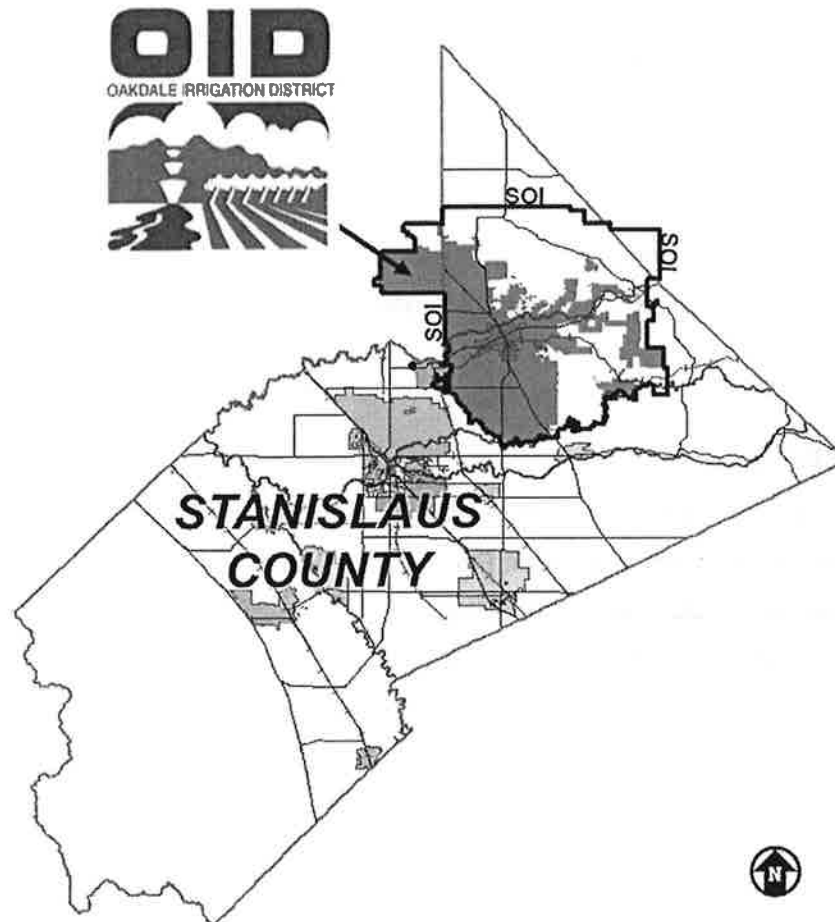 OID
OAKDALE IRRIGATION DISTRICT
SOI
SOI
SOI
STANISLAUS
COUNTY
N